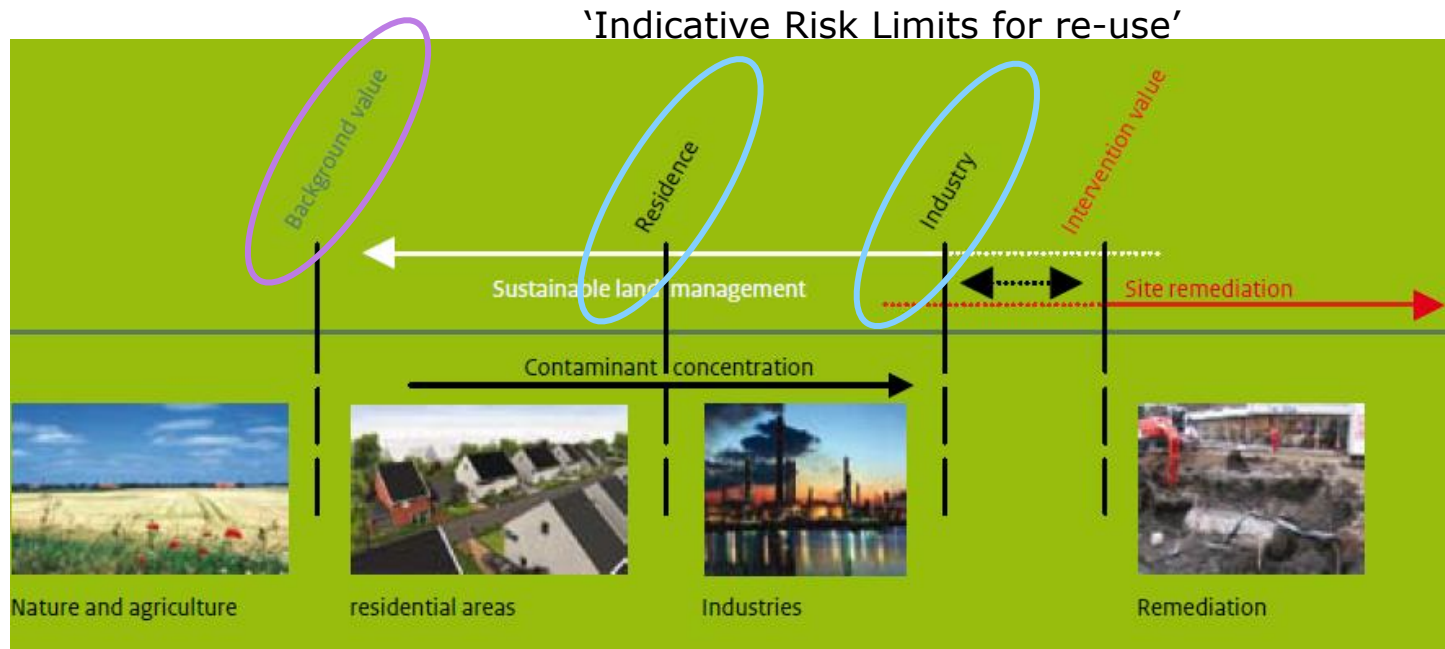 ‘Indicative Risk Limits for re-use’
Background value
Residence
Industry
Intervention value
Sustainable land management
Site remediation
Contaminant concentration
Nature and agriculture
residential areas
Industries
Remediation